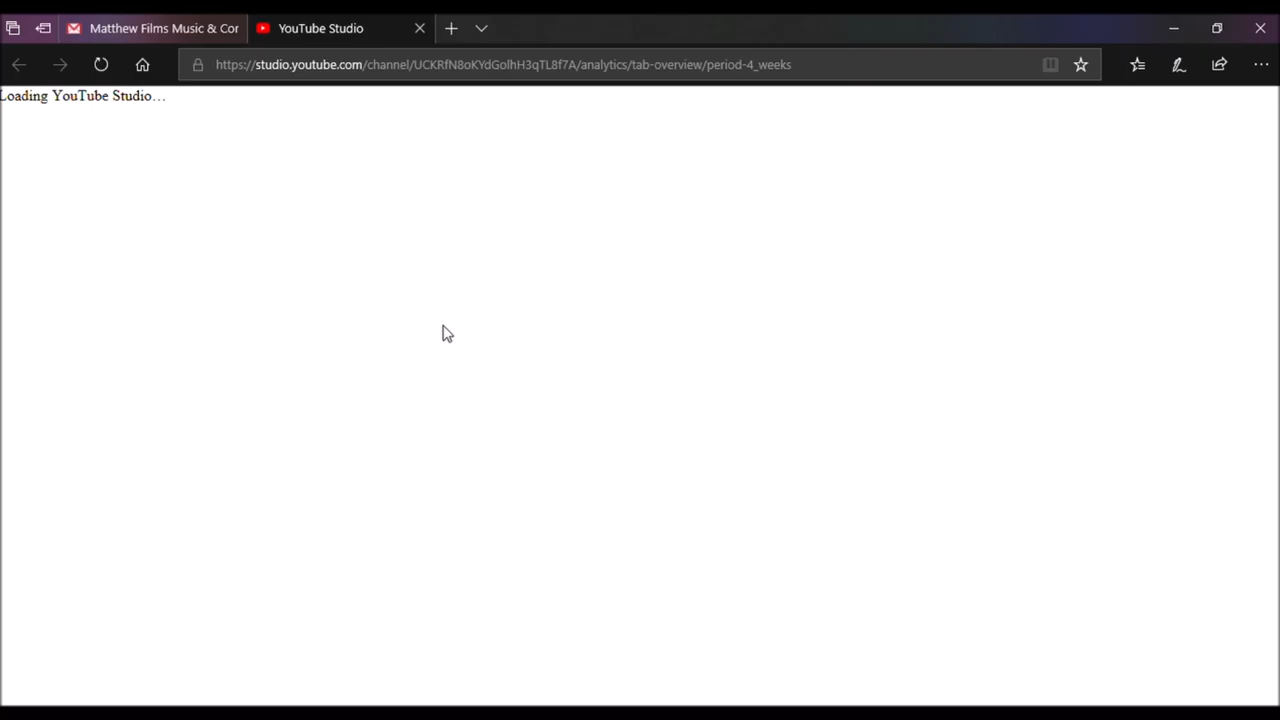 Matthew Films Music & Cor
YouTube Studio
https://studio.youtube.com/channel/UCKRfN8oKYdGolhH3qTL8f7A/analytics/tab-overview/period-4_weeks
Loading YouTube Studio...